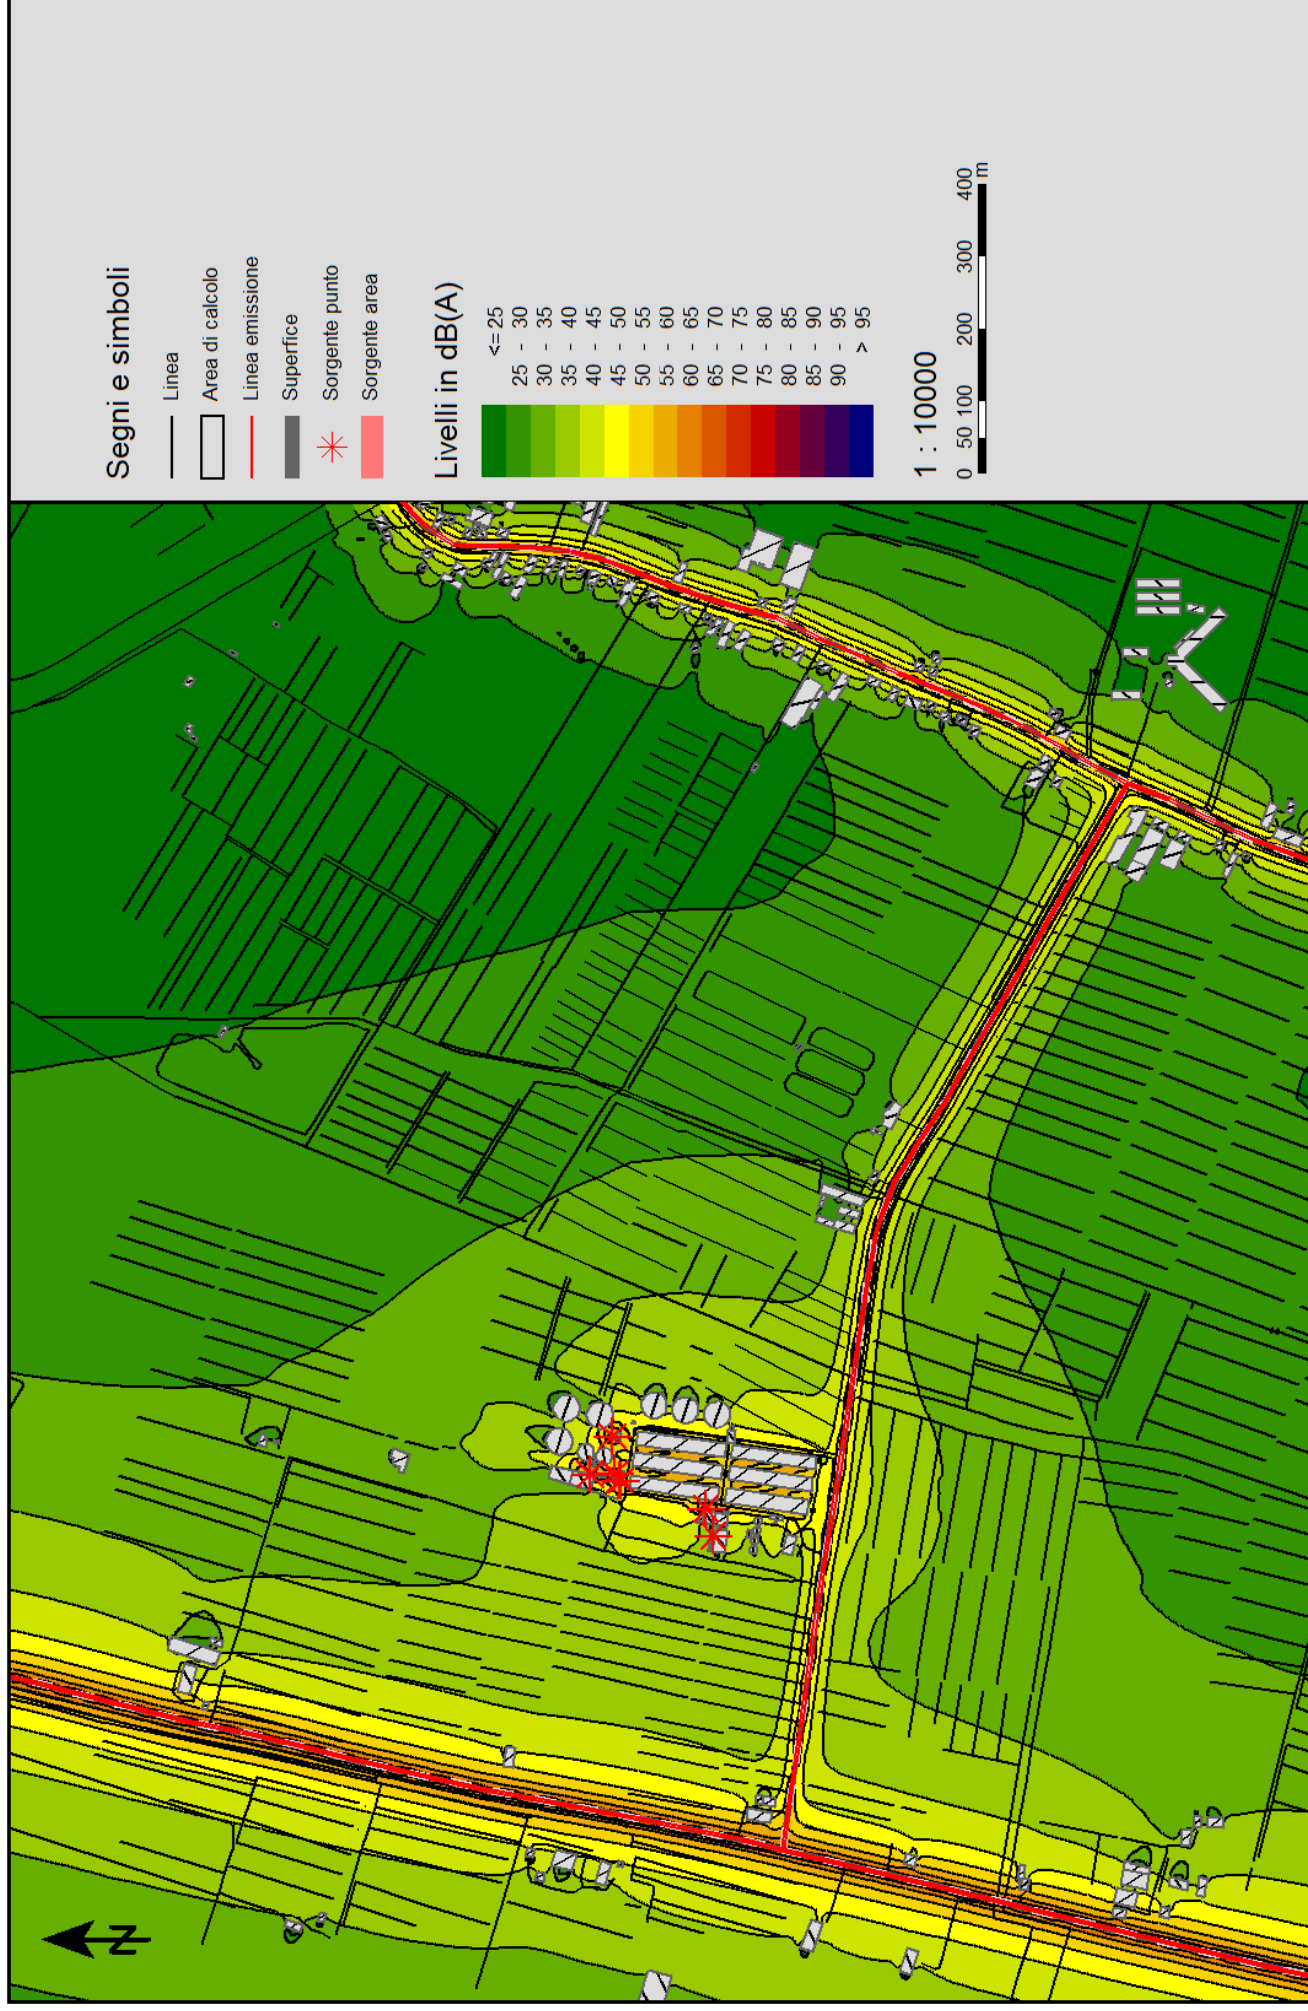 Segni e simboli
Linea
Area di calcolo
Linea emissione
Superfice
Sorgente punto
Sorgente area
Livelli in dB(A)
<= 25
25 - 30
30 - 35
35 - 40
40 - 45
45 - 50
50 - 55
55 - 60
60 - 65
65 - 70
70 - 75
75 - 80
80 - 85
85 - 90
90 - 95
> 95
1 : 10000
0 50 100 200 300 400
m
N